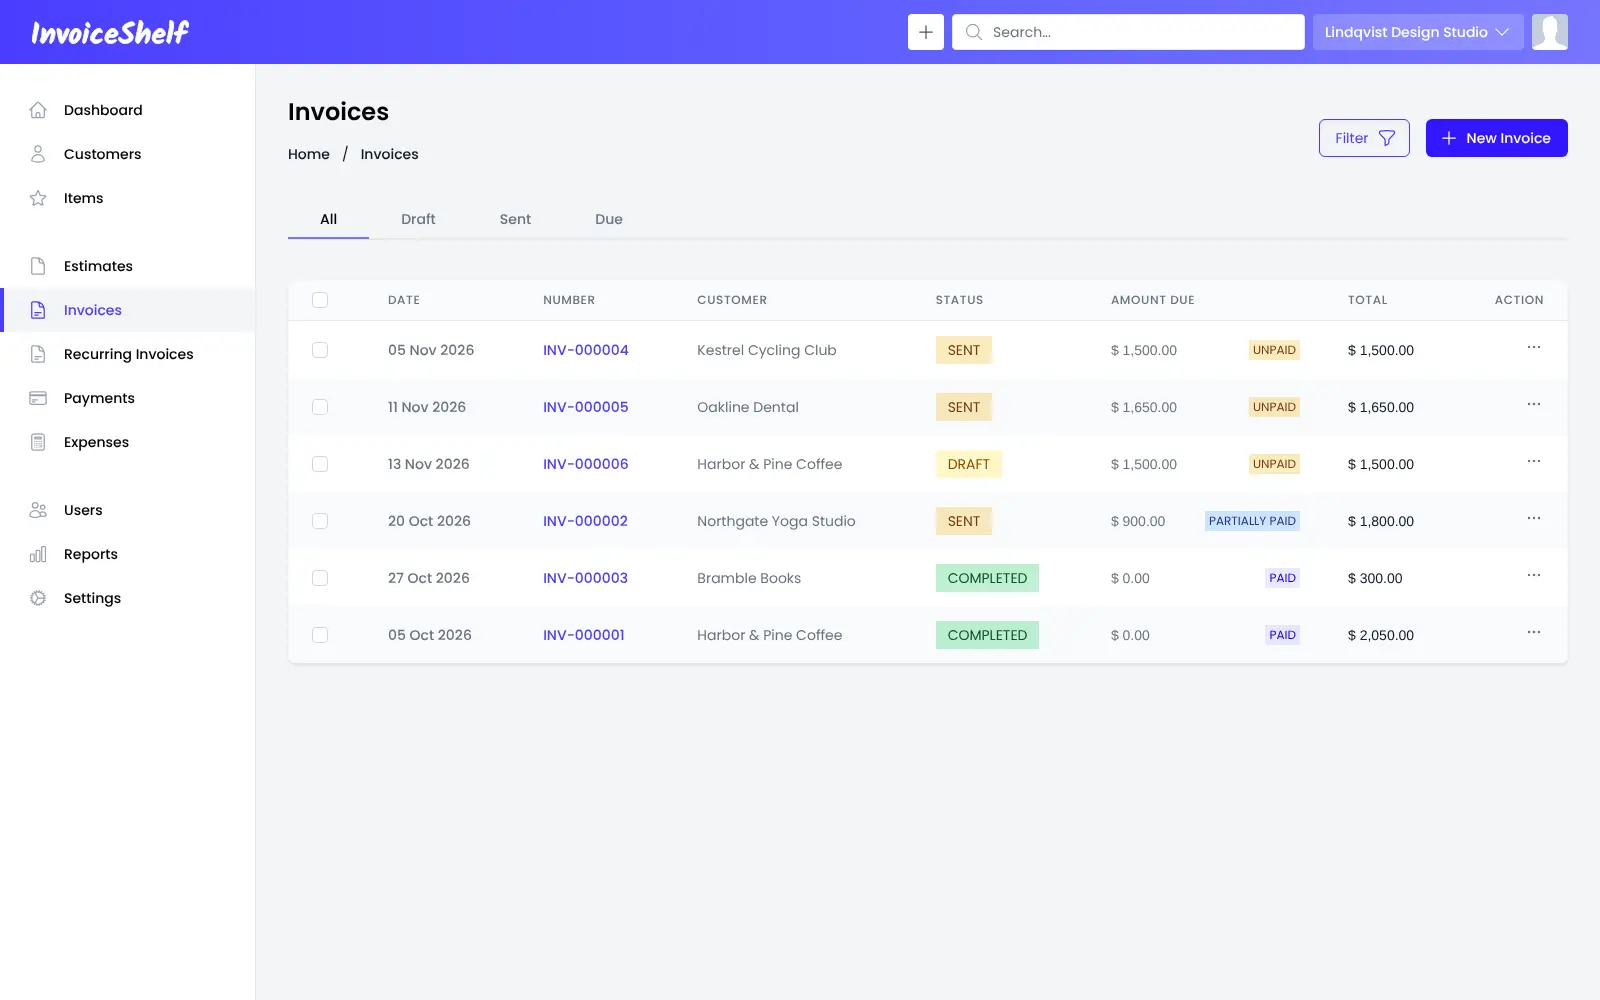 InvoiceShelf
Search...
Lindqvist Design Studio
Dashboard
Customers
Items
Estimates
Invoices
Recurring Invoices
Payments
Expenses
Users
Reports
Settings
Invoices
Home / Invoices
Filter
New Invoice
All Draft Sent Due
DATE NUMBER CUSTOMER STATUS AMOUNT DUE TOTAL ACTION
05 Nov 2026 INV-000004 Kestrel Cycling Club SENT $ 1,500.00 UNPAID $ 1,500.00 ...
11 Nov 2026 INV-000005 Oakline Dental SENT $ 1,650.00 UNPAID $ 1,650.00 ...
13 Nov 2026 INV-000006 Harbor & Pine Coffee DRAFT $ 1,500.00 UNPAID $ 1,500.00 ...
20 Oct 2026 INV-000002 Northgate Yoga Studio SENT $ 900.00 PARTIALLY PAID $ 1,800.00 ...
27 Oct 2026 INV-000003 Bramble Books COMPLETED $ 0.00 PAID $ 300.00 ...
05 Oct 2026 INV-000001 Harbor & Pine Coffee COMPLETED $ 0.00 PAID $ 2,050.00 ...